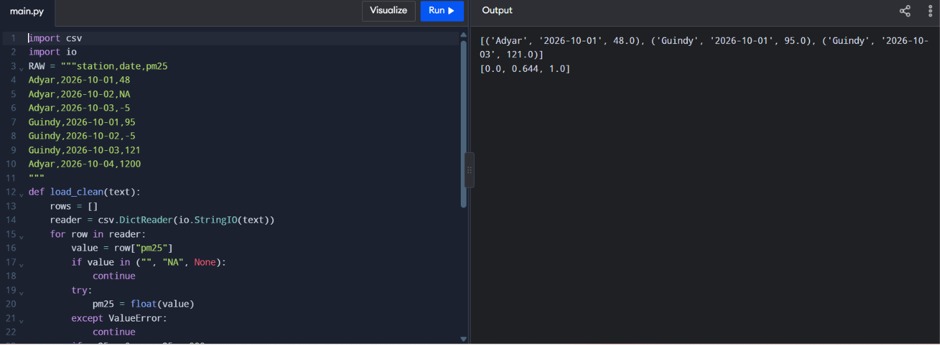 main.py
Visualize
Run
Output
1 import csv
2 import io
3 RAW = """station,date,pm25
4 Adyar,2026-10-01,48
5 Adyar,2026-10-02,NA
6 Adyar,2026-10-03,-5
7 Guindy,2026-10-01,95
8 Guindy,2026-10-02,-5
9 Guindy,2026-10-03,121
10 Adyar,2026-10-04,1200
11 """
12 def load_clean(text):
13     rows = []
14     reader = csv.DictReader(io.StringIO(text))
15     for row in reader:
16         value = row["pm25"]
17         if value in ("", "NA", None):
18             continue
19         try:
20             pm25 = float(value)
21         except ValueError:
22             continue
[('Adyar', '2026-10-01', 48.0), ('Guindy', '2026-10-01', 95.0), ('Guindy', '2026-10-
03', 121.0)]
[0.0, 0.644, 1.0]